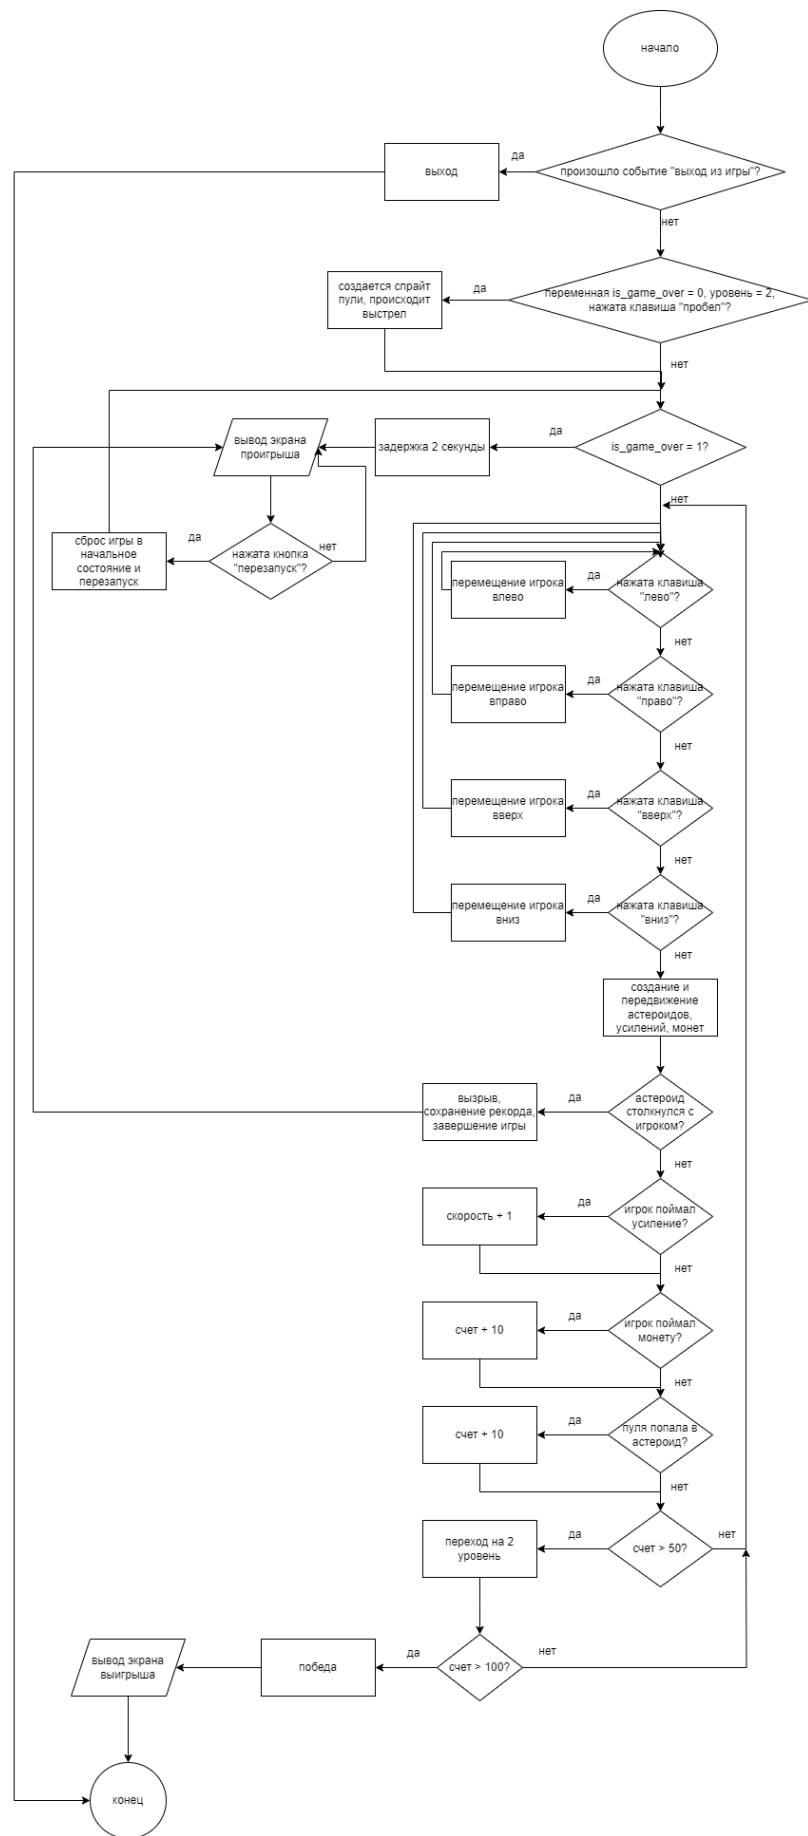 начало
произошло событие "выход из игры"?
да
выход
нет
переменная is_game_over = 0, уровень = 2,
нажата клавиша "пробел"?
да
создается спрайт
пули, происходит
выстрел
нет
is_game_over = 1?
да
задержка 2 секунды
вывод экрана
проигрыша
нажата кнопка
"перезапуск"?
нет
да
сброс игры в
начальное
состояние и
перезапуск
нет
нажата клавиша
"лево"?
да
перемещение игрока
влево
нет
нажата клавиша
"право"?
да
перемещение игрока
вправо
нет
нажата клавиша
"вверх"?
да
перемещение игрока
вверх
нет
нажата клавиша
"вниз"?
да
перемещение игрока
вниз
нет
создание и
передвижение
астероидов,
усилений, монет
астероид
столкнулся с
игроком?
да
вызрыв,
сохранение рекорда,
завершение игры
нет
игрок поймал
усиление?
да
скорость + 1
нет
игрок поймал
монету?
да
счет + 10
нет
пуля попала в
астероид?
да
счет + 10
нет
счет > 50?
нет
да
переход на 2
уровень
счет > 100?
нет
да
победа
вывод экрана
выигрыша
конец